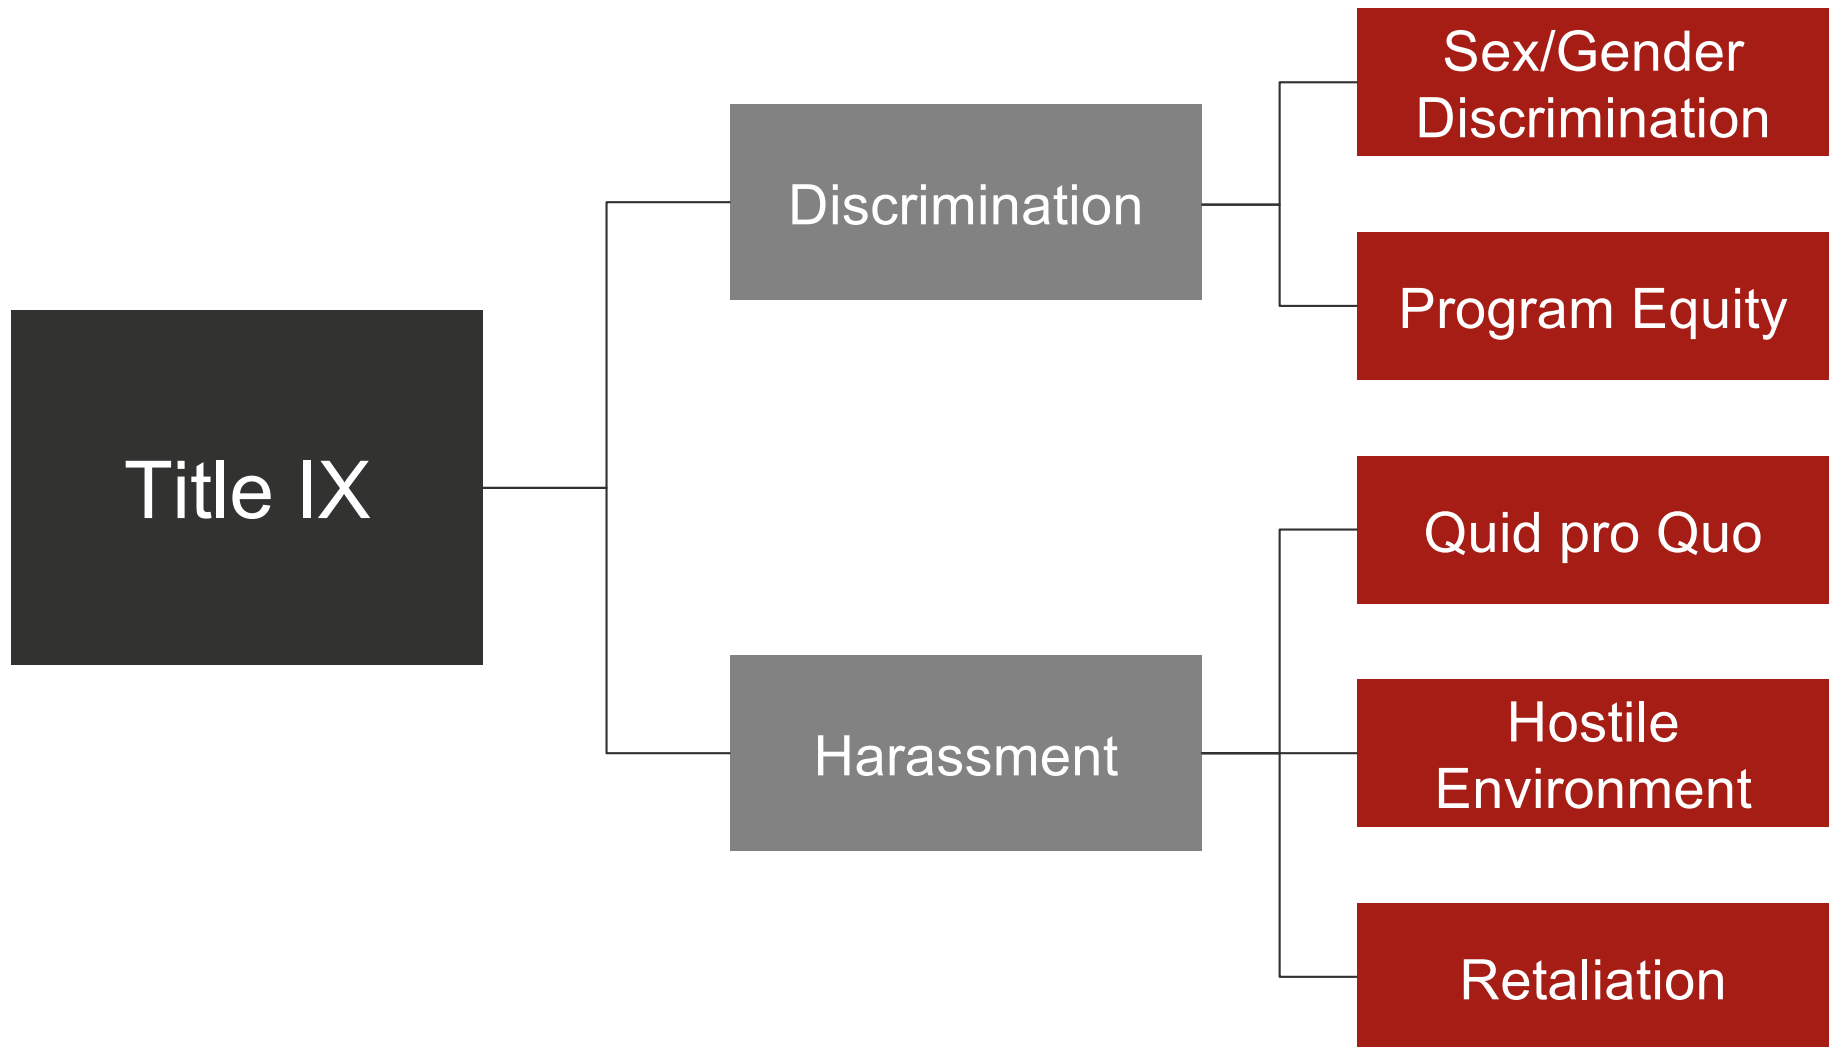 Title IX
Discrimination
Sex/Gender
Discrimination
Program Equity
Harassment
Quid pro Quo
Hostile
Environment
Retaliation